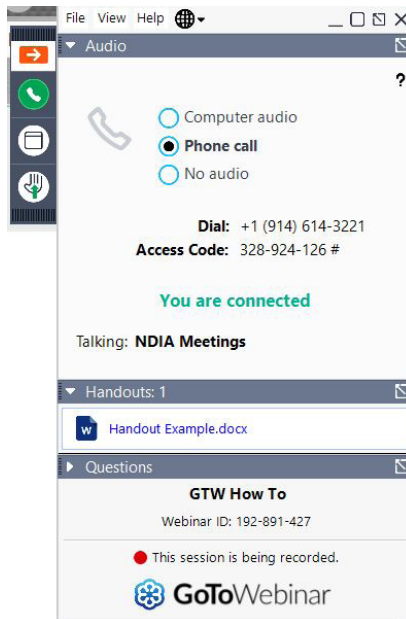 File View Help
Audio
?
Computer audio
Phone call
No audio
Dial: +1 (914) 614-3221
Access Code: 328-924-126 #
You are connected
Talking: NDIA Meetings
Handouts: 1
W Handout Example.docx
Questions
GTW How To
Webinar ID: 192-891-427
This session is being recorded.
GoToWebinar